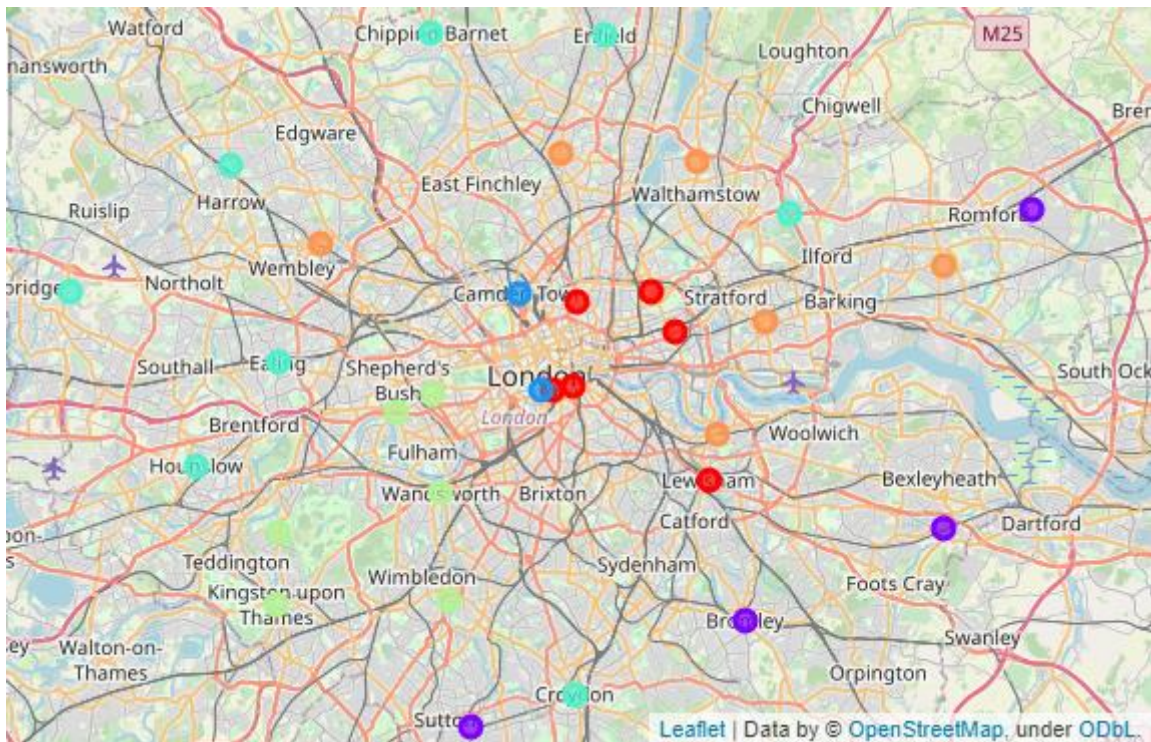 Watford
Chipping Barnet
Enfield
M25
Loughton
Chigwell
Edgware
East Finchley
Walthamstow
Ruislip
Harrow
Romford
Wembley
Ilford
Northolt
Camden Town
Stratford
Barking
Southall
Ealing
Shepherd's
Bush
London
South Ock
London
Brentford
Fulham
Woolwich
Hounslow
Wandsworth
Brixton
Lewisham
Bexleyheath
Catford
Dartford
Teddington
Wimbledon
Sydenham
Foots Cray
Kingston upon
Thames
Bromley
Swanley
Walton-on-
Thames
Orpington
Croydon
Sutton
Leaflet | Data by © OpenStreetMap, under ODbL.